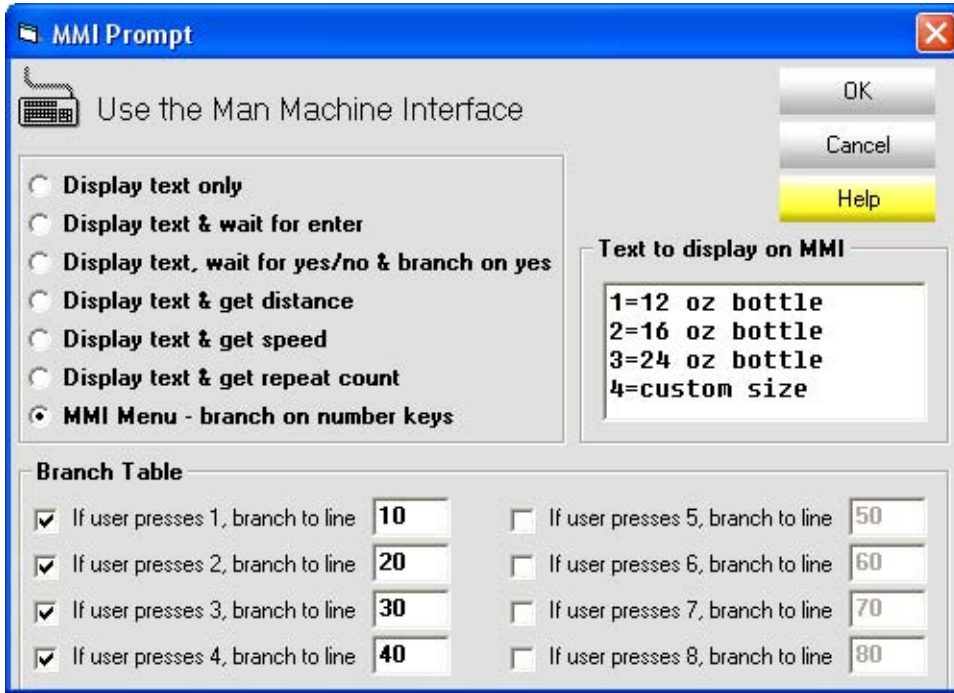 MMI Prompt
Use the Man Machine Interface
OK
Cancel
Help
Display text only
Display text & wait for enter
Display text, wait for yes/no & branch on yes
Display text & get distance
Display text & get speed
Display text & get repeat count
MMI Menu - branch on number keys
Text to display on MMI
1=12 oz bottle
2=16 oz bottle
3=24 oz bottle
4=custom size
Branch Table
If user presses 1, branch to line 10
If user presses 2, branch to line 20
If user presses 3, branch to line 30
If user presses 4, branch to line 40
If user presses 5, branch to line 50
If user presses 6, branch to line 60
If user presses 7, branch to line 70
If user presses 8, branch to line 80